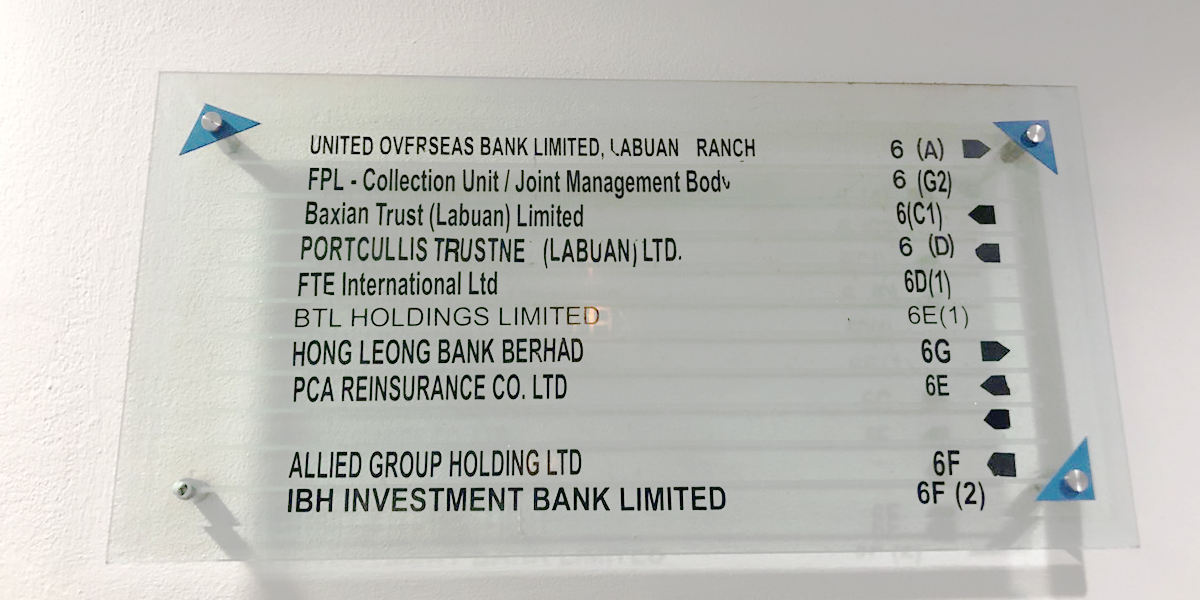 UNITED OVERSEAS BANK LIMITED, LABUAN RANCH 6 (A)
FPL - Collection Unit / Joint Management Body 6 (G2)
Baxian Trust (Labuan) Limited 6(C1)
PORTCULLIS TRUSTNE (LABUAN) LTD. 6 (D)
FTE International Ltd 6D(1)
BTL HOLDINGS LIMITED 6E(1)
HONG LEONG BANK BERHAD 6G
PCA REINSURANCE CO. LTD 6E
ALLIED GROUP HOLDING LTD 6F
IBH INVESTMENT BANK LIMITED 6F (2)